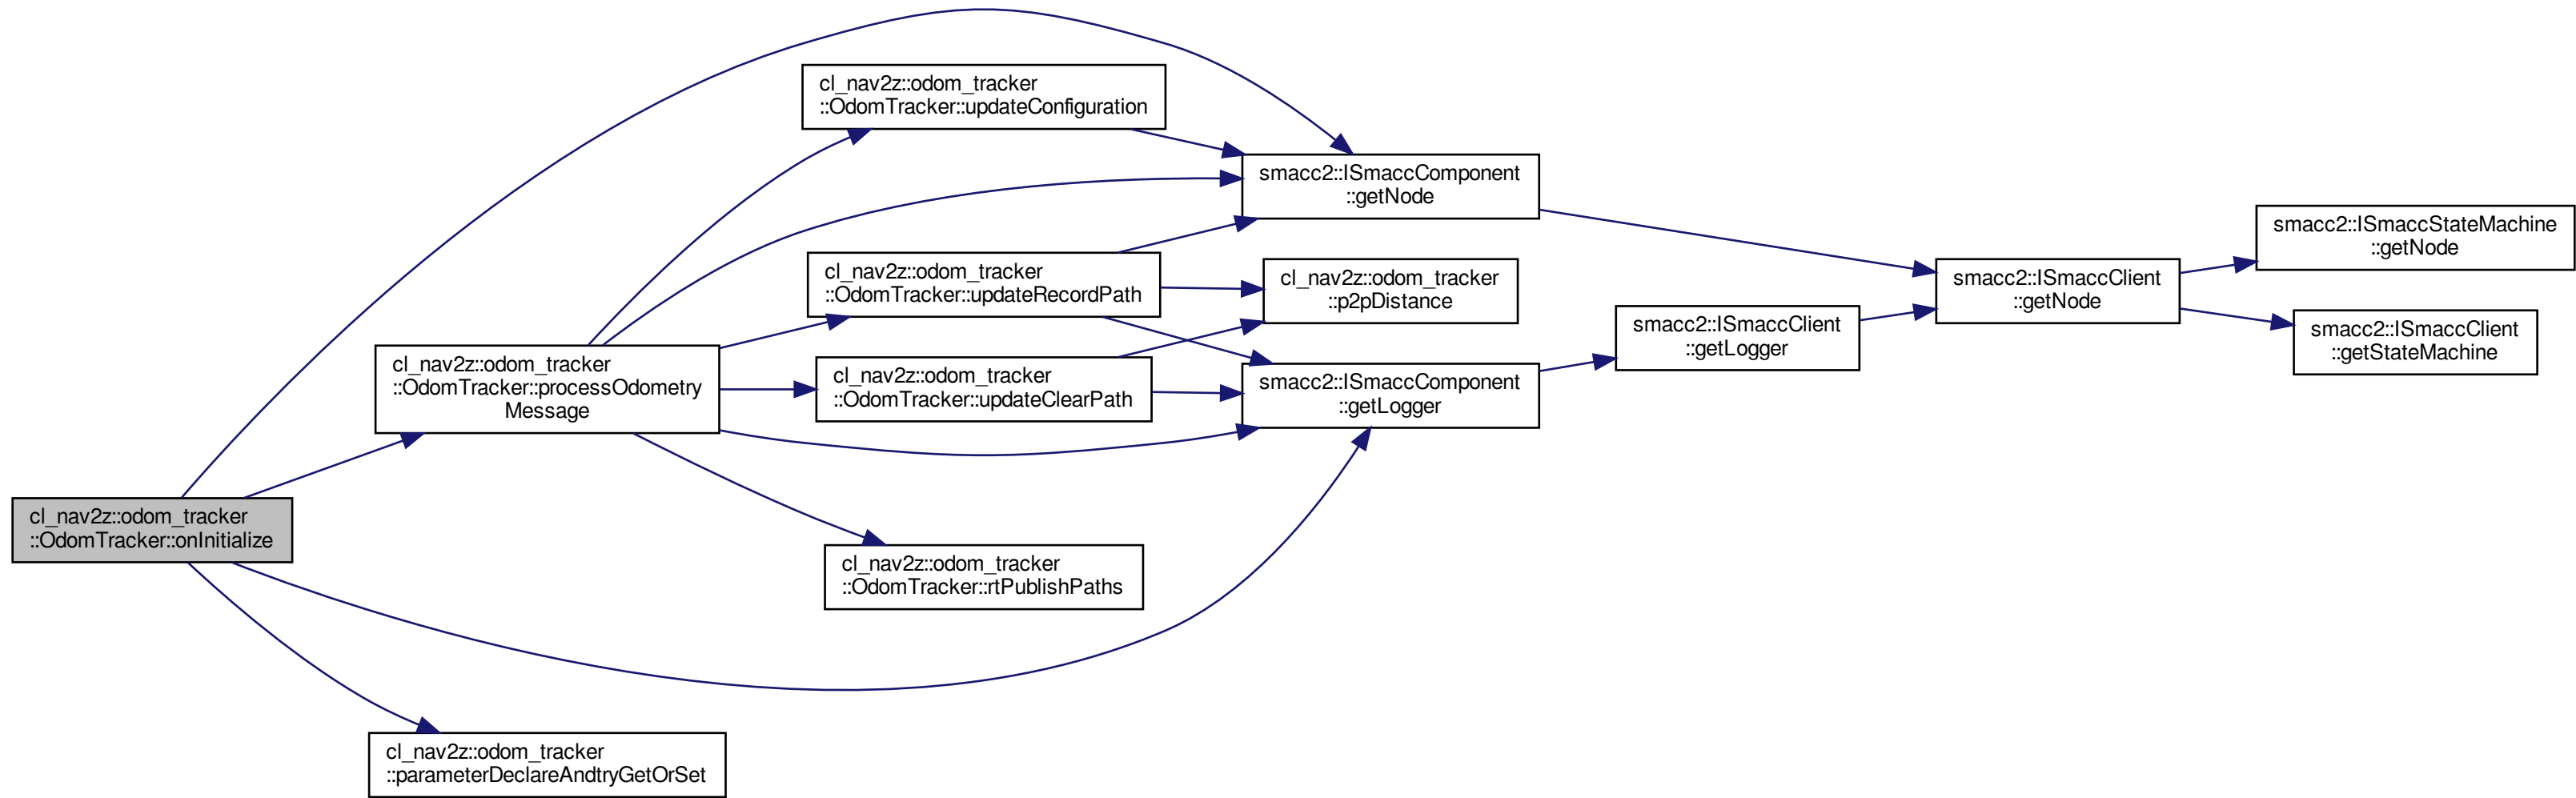 cl_nav2z::odom_tracker
::OdomTracker::onInitialize
cl_nav2z::odom_tracker
::OdomTracker::processOdometry
Message
cl_nav2z::odom_tracker
::parameterDeclareAndtryGetOrSet
cl_nav2z::odom_tracker
::OdomTracker::updateConfiguration
cl_nav2z::odom_tracker
::OdomTracker::updateRecordPath
cl_nav2z::odom_tracker
::OdomTracker::updateClearPath
cl_nav2z::odom_tracker
::OdomTracker::rtPublishPaths
smacc2::ISmaccComponent
::getNode
cl_nav2z::odom_tracker
::p2pDistance
smacc2::ISmaccComponent
::getLogger
smacc2::ISmaccClient
::getLogger
smacc2::ISmaccClient
::getNode
smacc2::ISmaccStateMachine
::getNode
smacc2::ISmaccClient
::getStateMachine